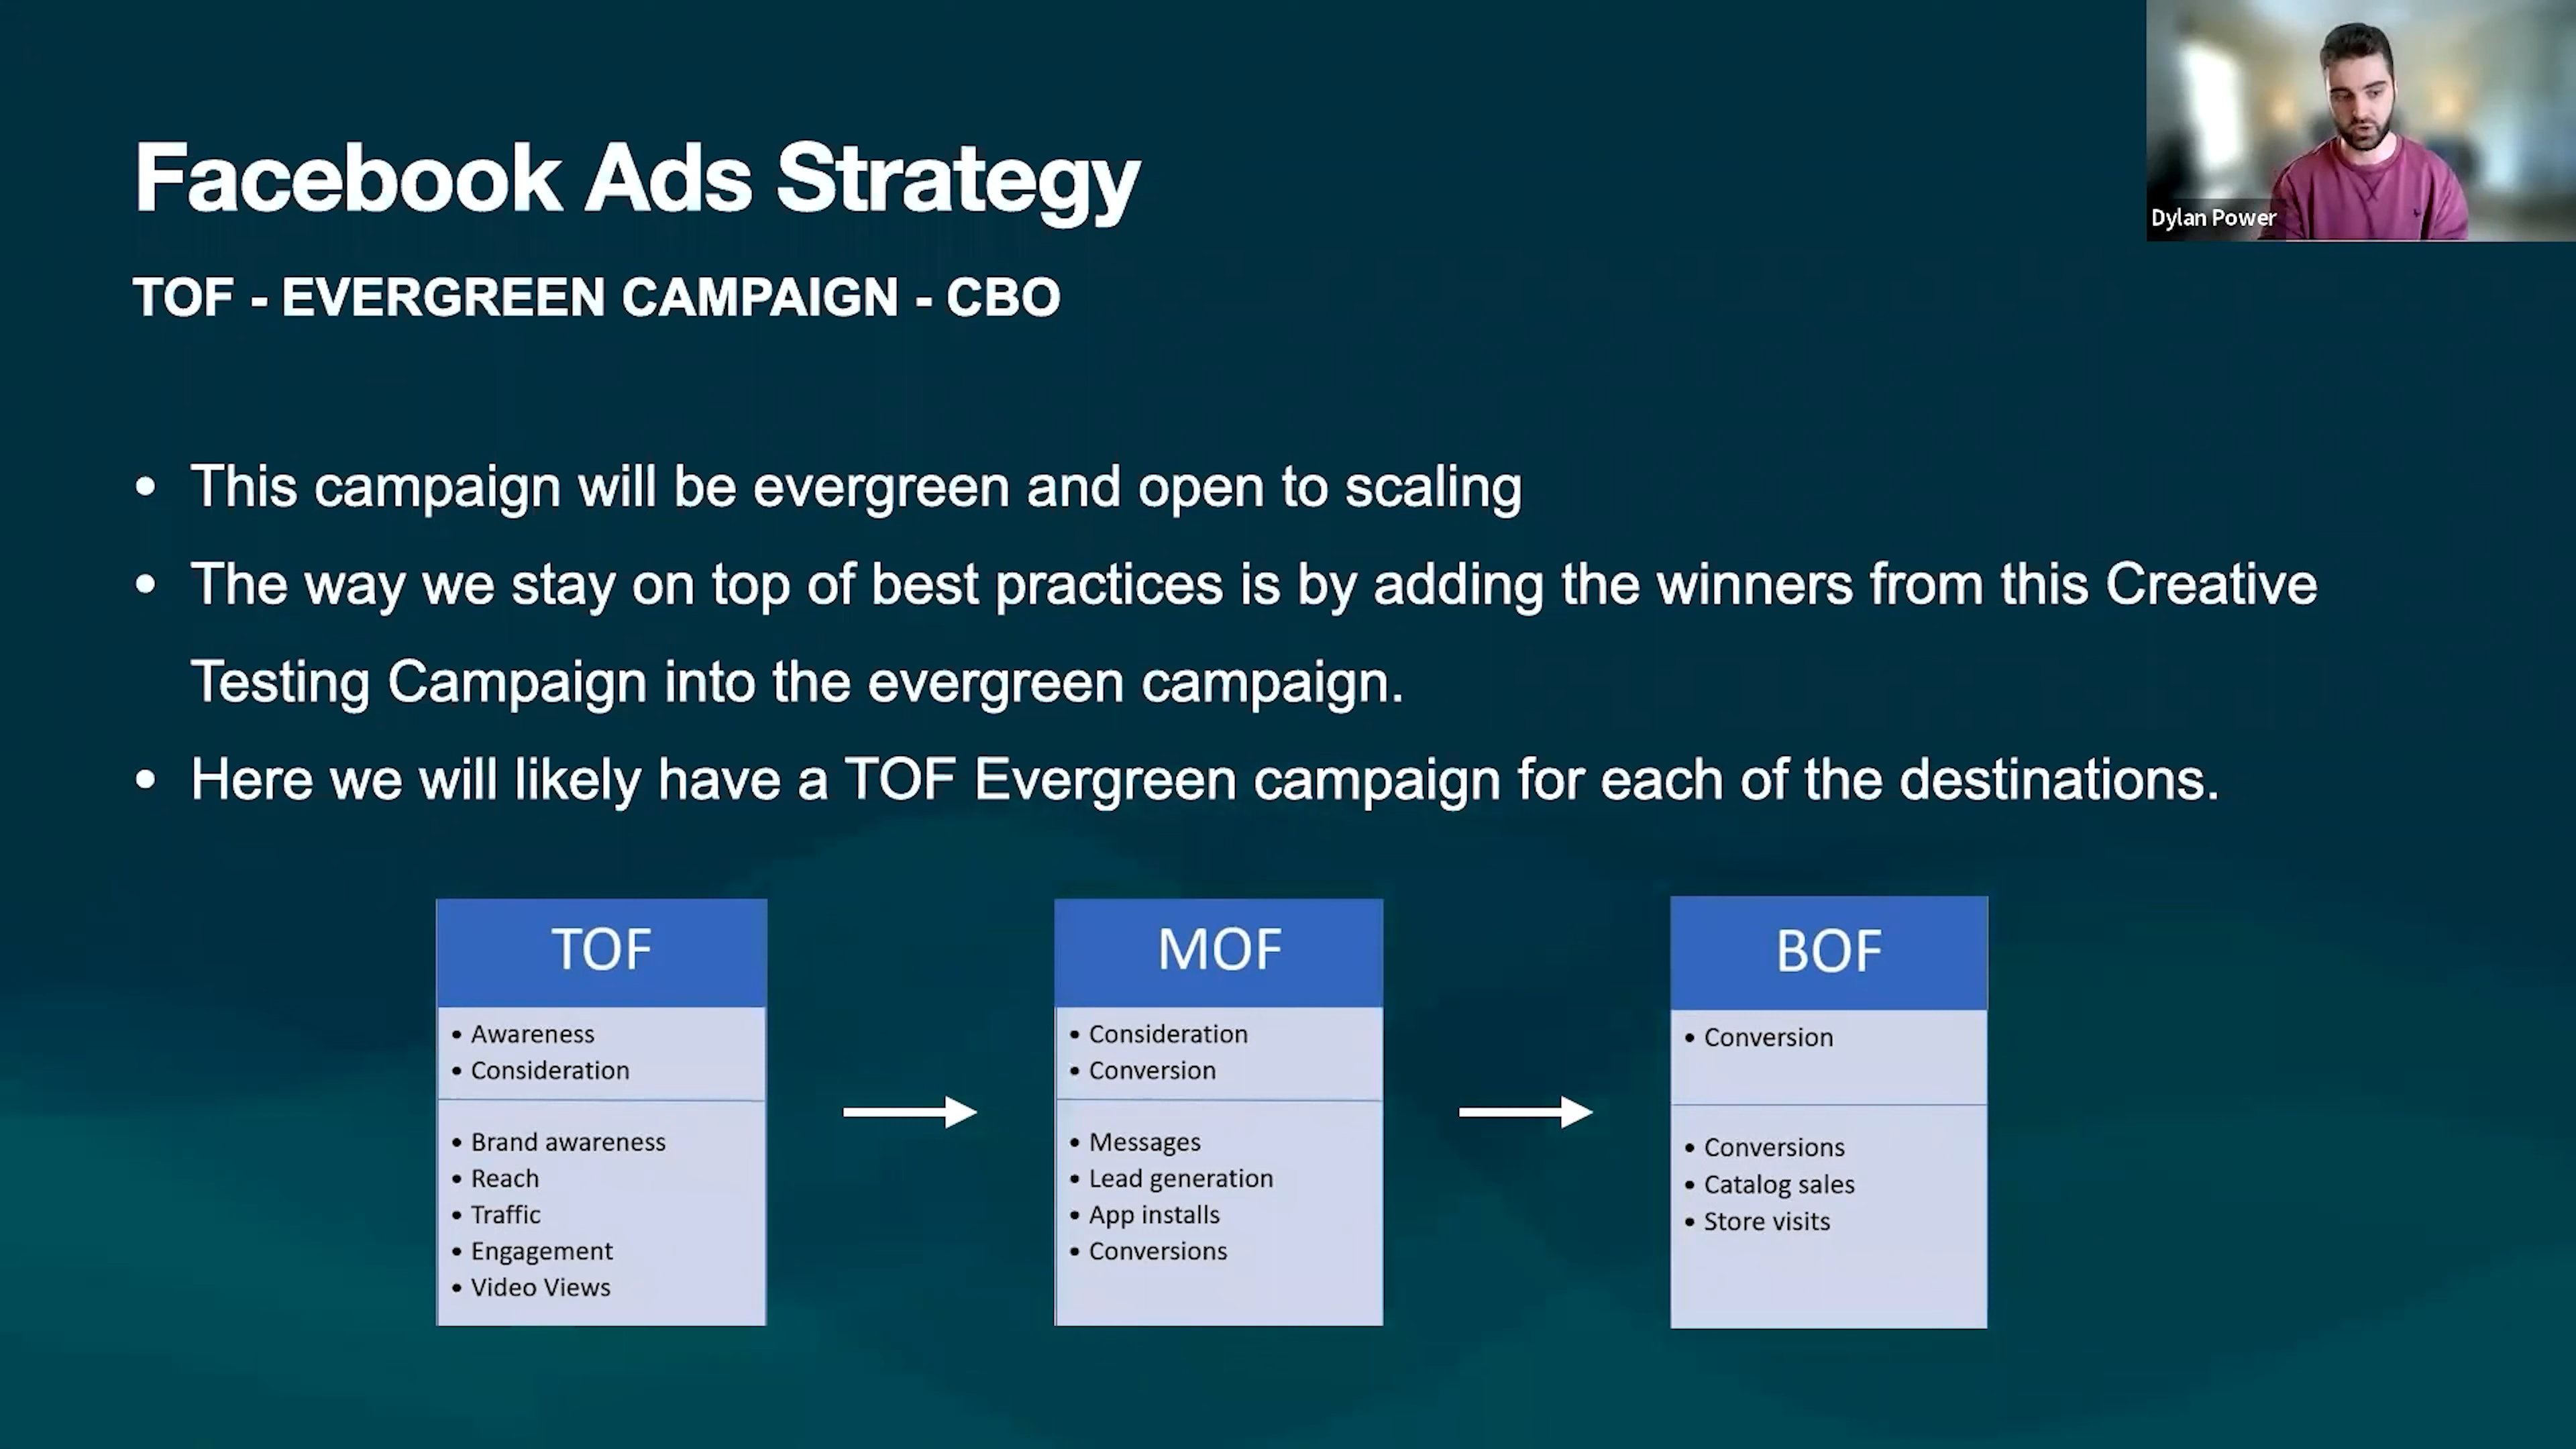 Facebook Ads Strategy
Dylan Power
TOF - EVERGREEN CAMPAIGN - CBO
• This campaign will be evergreen and open to scaling
• The way we stay on top of best practices is by adding the winners from this Creative
Testing Campaign into the evergreen campaign.
• Here we will likely have a TOF Evergreen campaign for each of the destinations.
TOF
• Awareness
• Consideration
• Brand awareness
• Reach
• Traffic
• Engagement
• Video Views
MOF
• Consideration
• Conversion
• Messages
• Lead generation
• App installs
• Conversions
BOF
• Conversion
• Conversions
• Catalog sales
• Store visits